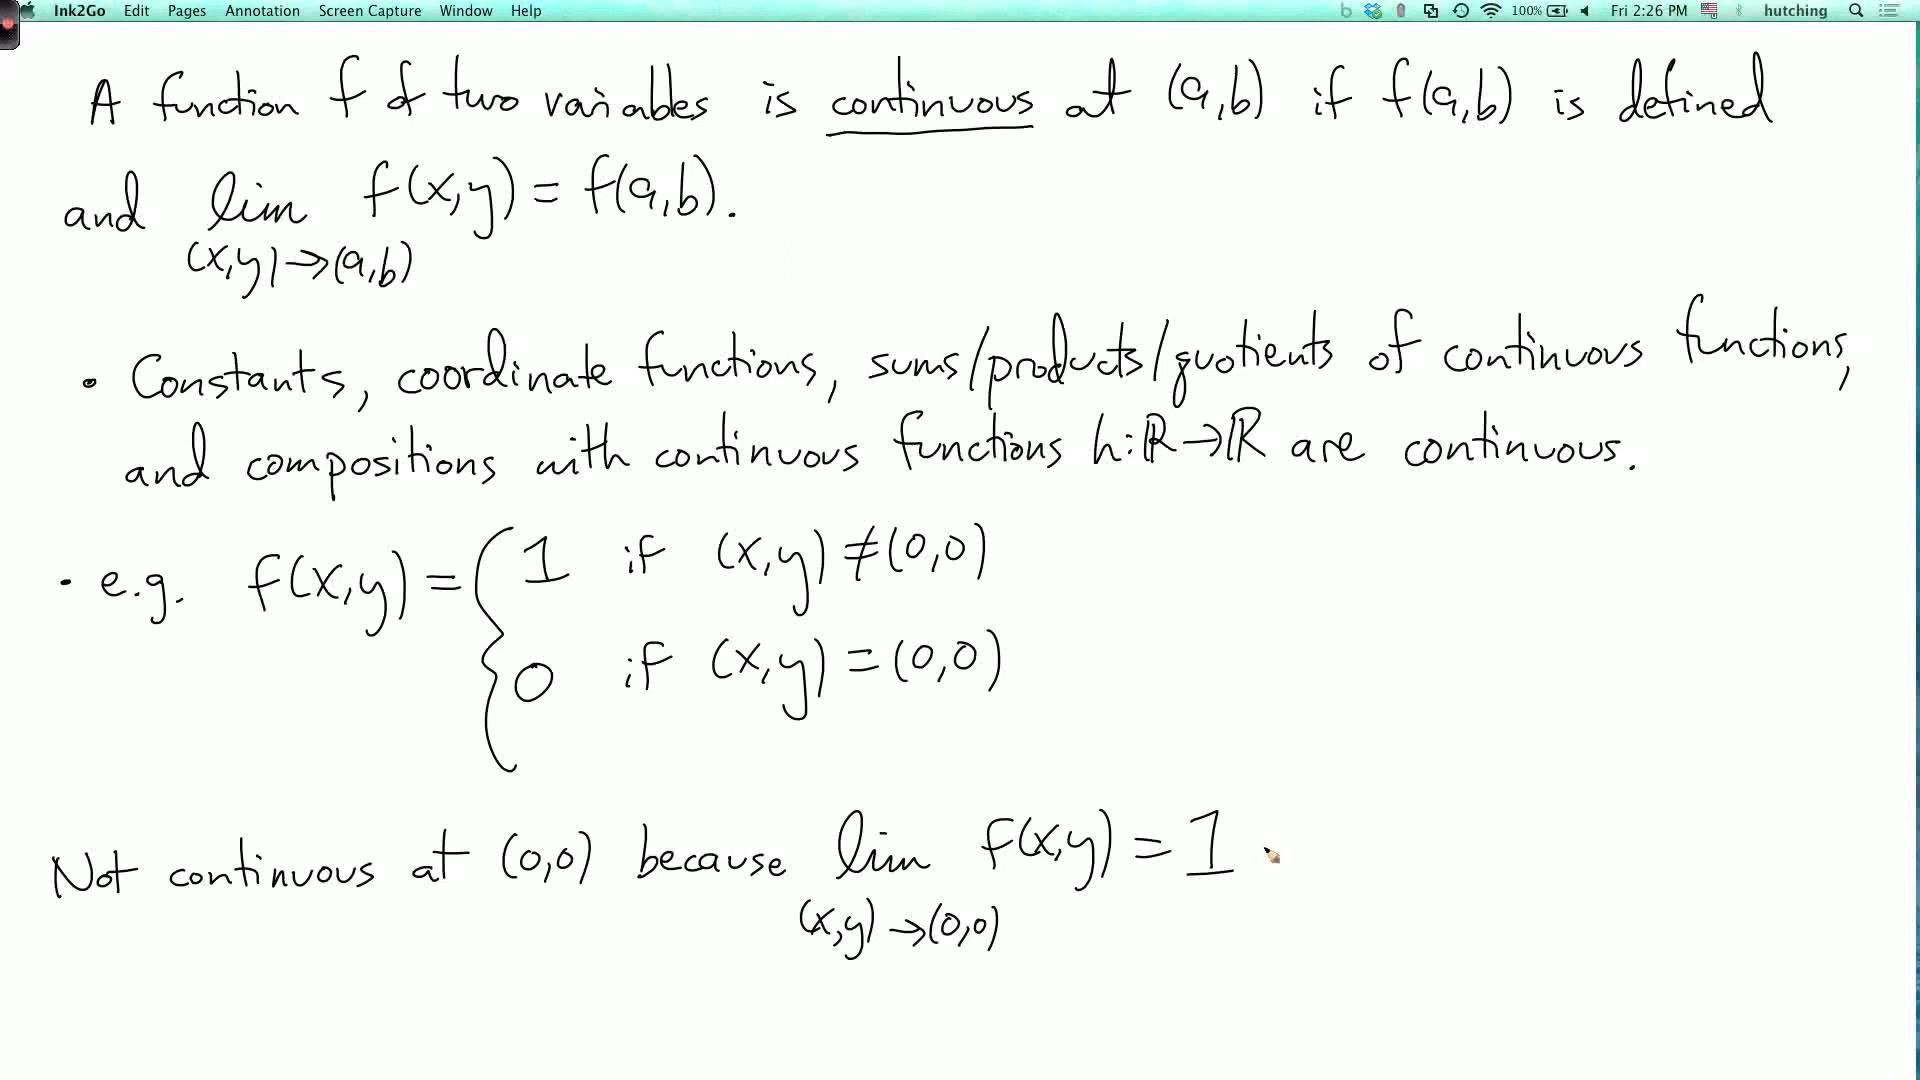 Ink2Go Edit Pages Annotation Screen Capture Window Help 100% Fri 2:26 PM hutching
A function f of two variables is continuous at (a,b) if f(a,b) is defined
and lim f(x,y) = f(a,b).
(x,y)→(a,b)
• Constants, coordinate functions, sums/products/quotients of continuous functions,
and compositions with continuous functions h:ℝ→ℝ are continuous.
• e.g. f(x,y) = { 1 if (x,y) ≠ (0,0)
0 if (x,y) = (0,0)
Not continuous at (0,0) because lim f(x,y) = 1
(x,y)→(0,0)